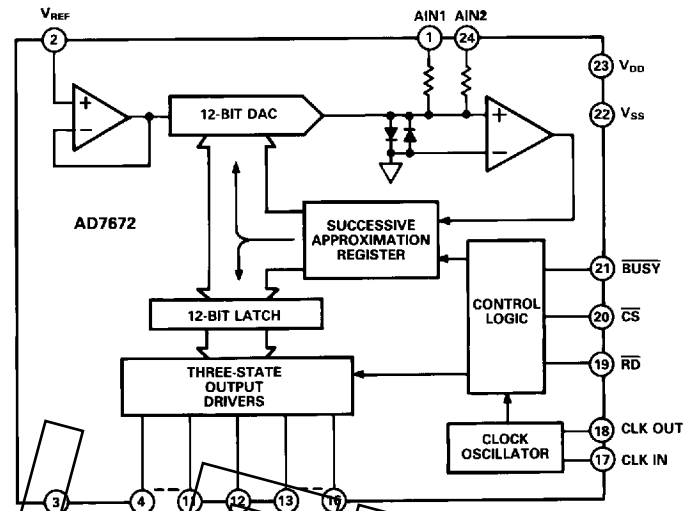 VREF
AIN1 AIN2
2
1
24
23 VDD
22 VSS
+
−
12-BIT DAC
+
−
AD7672
SUCCESSIVE
APPROXIMATION
REGISTER
21 BUSY
20 CS
19 RD
CONTROL
LOGIC
12-BIT LATCH
THREE-STATE
OUTPUT
DRIVERS
CLOCK
OSCILLATOR
18 CLK OUT
17 CLK IN
3
4
11
12
13
16